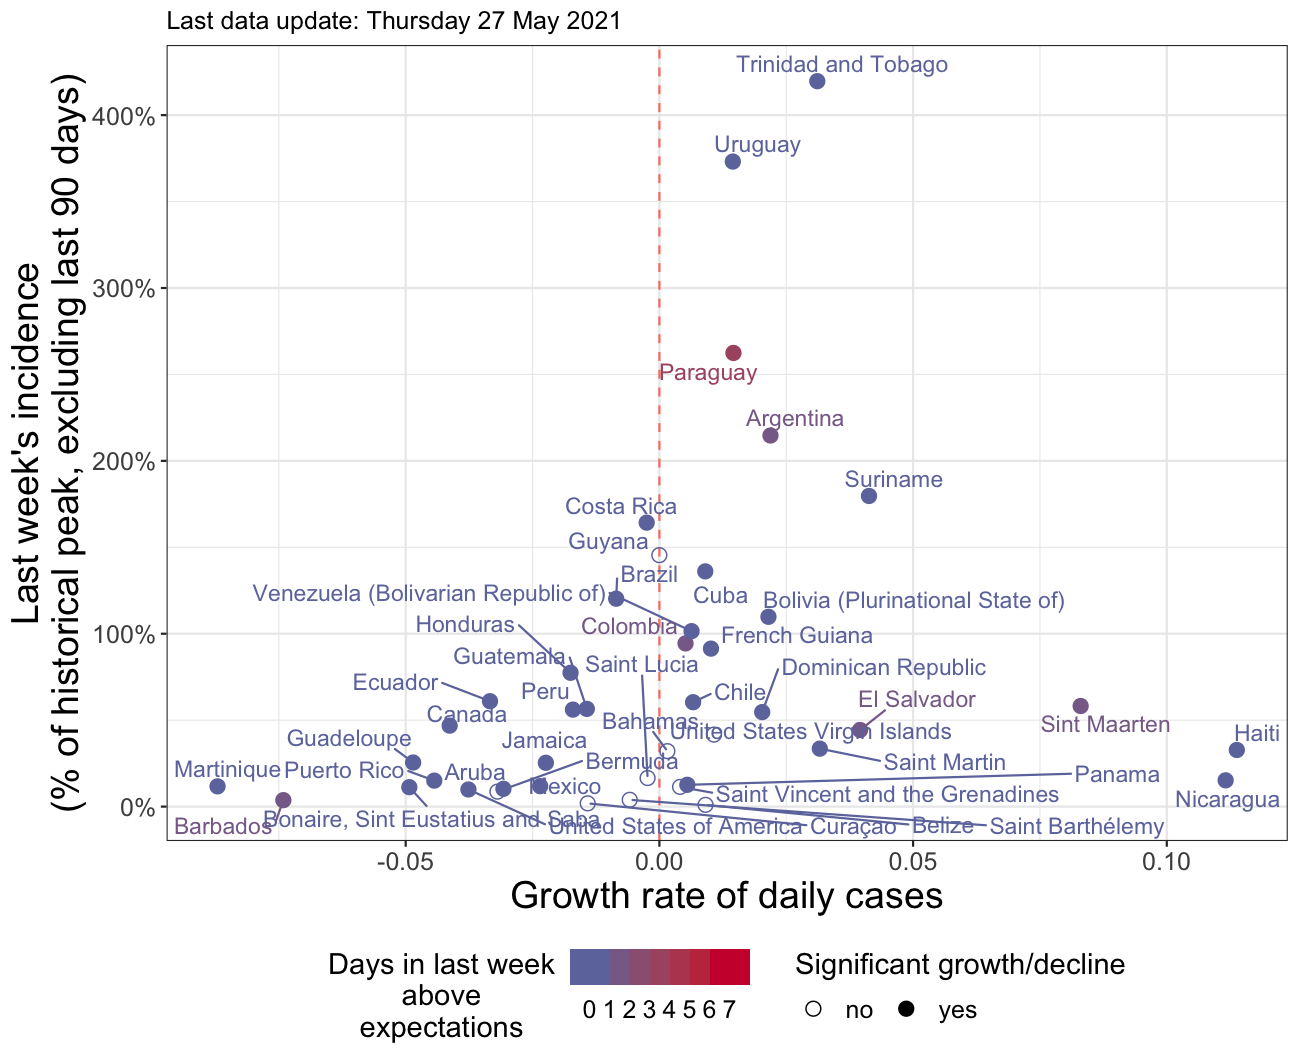 Last data update: Thursday 27 May 2021
Last week's incidence
(% of historical peak, excluding last 90 days)
400%
300%
200%
100%
0%
Trinidad and Tobago
Uruguay
Paraguay
Argentina
Suriname
Costa Rica
Guyana
Brazil
Venezuela (Bolivarian Republic of)
Cuba
Bolivia (Plurinational State of)
Honduras
Colombia
French Guiana
Guatemala
Saint Lucia
Dominican Republic
Ecuador
Peru
Chile
El Salvador
Canada
Bahamas
United States Virgin Islands
Sint Maarten
Haiti
Guadeloupe
Jamaica
Saint Martin
Martinique
Puerto Rico
Aruba
Bermuda
Panama
Mexico
Saint Vincent and the Grenadines
Nicaragua
Barbados
Bonaire, Sint Eustatius and Saba
United States of America
Curaçao
Belize
Saint Barthélemy
-0.05
0.00
0.05
0.10
Growth rate of daily cases
Days in last week
above
expectations
0 1 2 3 4 5 6 7
Significant growth/decline
no
yes